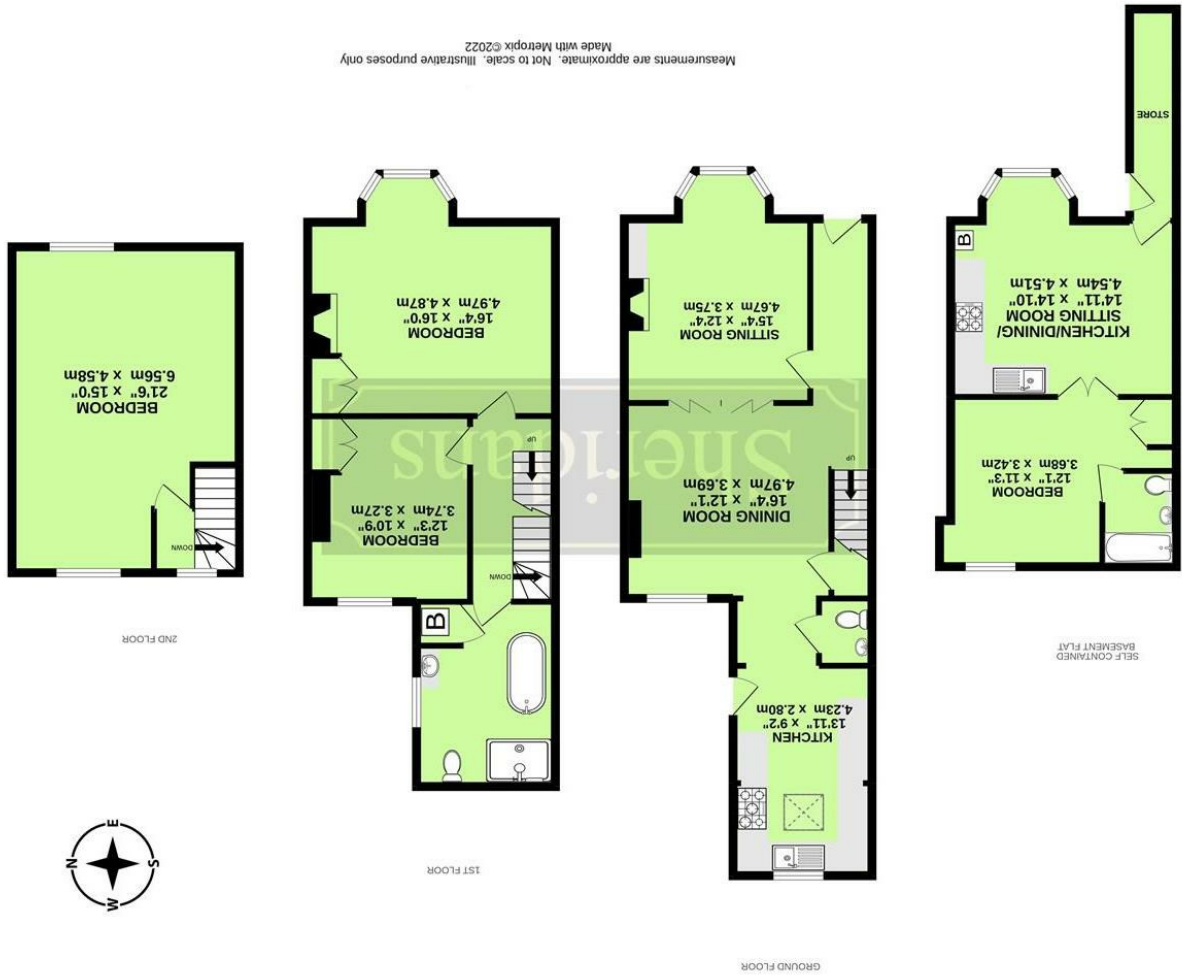 SELF CONTAINED
BASEMENT FLAT
BEDROOM
12'1" x 11'3"
3.68m x 3.42m
KITCHEN/DINING/
SITTING ROOM
14'11" x 14'10"
4.54m x 4.51m
B
STORE
GROUND FLOOR
KITCHEN
13'11" x 9'2"
4.23m x 2.80m
DINING ROOM
16'4" x 12'1"
4.97m x 3.69m
UP
SITTING ROOM
15'4" x 12'4"
4.67m x 3.75m
1ST FLOOR
B
DOWN
BEDROOM
12'3" x 10'9"
3.74m x 3.27m
UP
BEDROOM
16'4" x 16'0"
4.97m x 4.87m
2ND FLOOR
DOWN
BEDROOM
21'6" x 15'0"
6.56m x 4.58m
Sheridans
W
S
N
E
Measurements are approximate. Not to scale. Illustrative purposes only
Made with Metropix ©2022